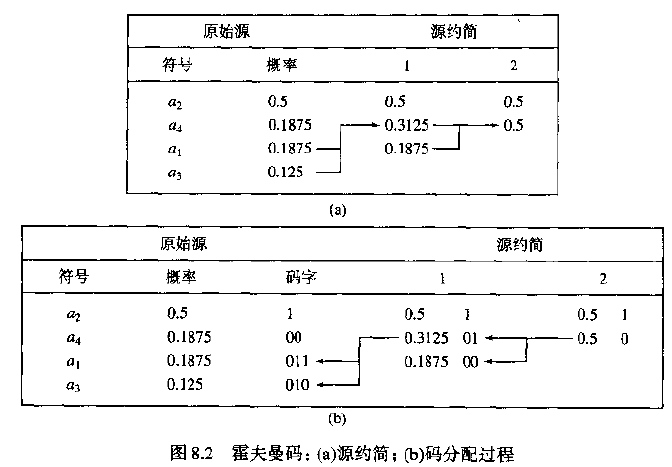 原始源 源约简
符号 概率 1 2
a2 0.5 0.5 0.5
a4 0.1875 0.3125 0.5
a1 0.1875 0.1875
a3 0.125
(a)
原始源 源约简
符号 概率 码字 1 2
a2 0.5 1 0.5 1 0.5 1
a4 0.1875 00 0.3125 01 0.5 0
a1 0.1875 011 0.1875 00
a3 0.125 010
(b)
图8.2 霍夫曼码: (a)源约简; (b)码分配过程